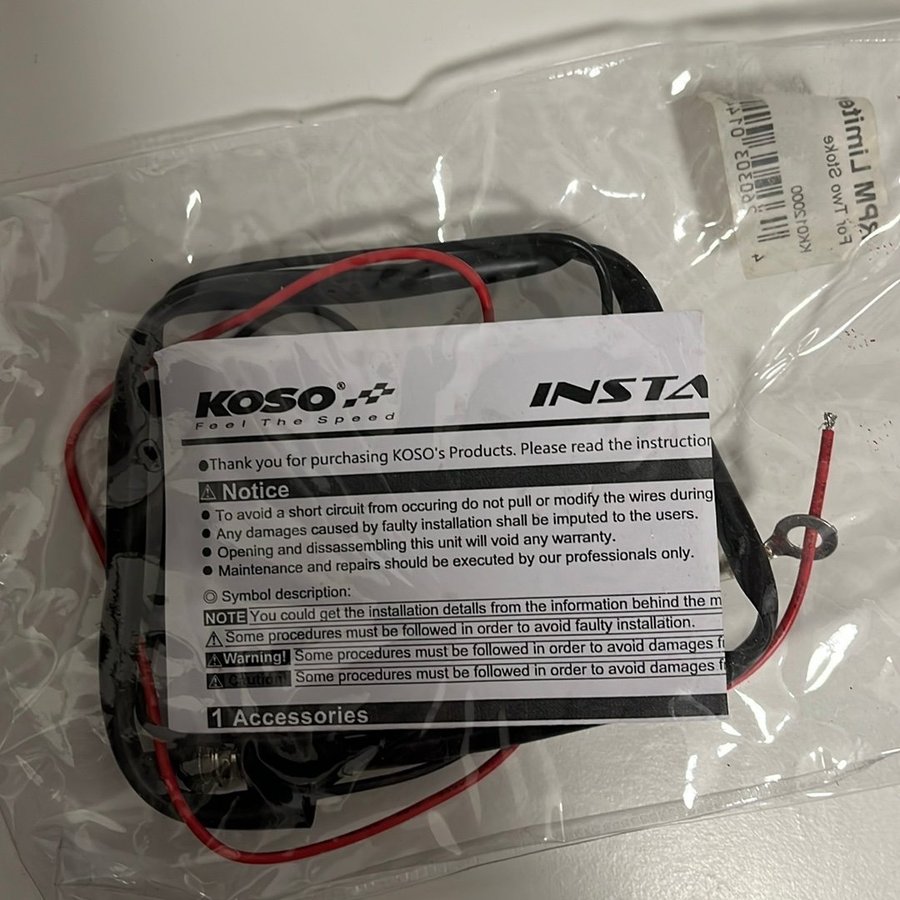 RPM Limite
For Two Stoke
KK012000
4
KOSO®
Feel The Speed
INSTA
●Thank you for purchasing KOSO's Products. Please read the instruction
⚠ Notice
● To avoid a short circuit from occuring do not pull or modify the wires during
● Any damages caused by faulty installation shall be imputed to the users.
● Opening and dissassembling this unit will void any warranty.
● Maintenance and repairs should be executed by our professionals only.
◎ Symbol description:
NOTE You could get the installation details from the information behind the m
⚠ Some procedures must be followed in order to avoid faulty installation.
⚠Warning! Some procedures must be followed in order to avoid damages f
⚠ Caution! Some procedures must be followed in order to avoid damages f
1 Accessories